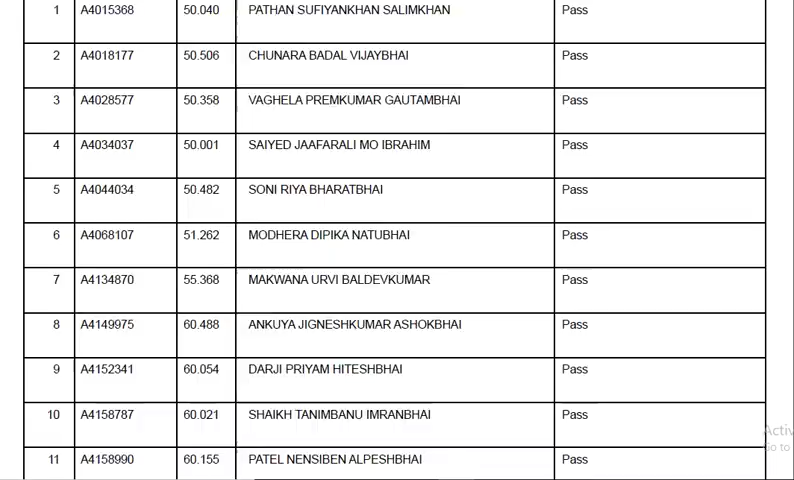 1 A4015368 50.040 PATHAN SUFIYANKHAN SALIMKHAN Pass
2 A4018177 50.506 CHUNARA BADAL VIJAYBHAI Pass
3 A4028577 50.358 VAGHELA PREMKUMAR GAUTAMBHAI Pass
4 A4034037 50.001 SAIYED JAAFARALI MO IBRAHIM Pass
5 A4044034 50.482 SONI RIYA BHARATBHAI Pass
6 A4068107 51.262 MODHERA DIPIKA NATUBHAI Pass
7 A4134870 55.368 MAKWANA URVI BALDEVKUMAR Pass
8 A4149975 60.488 ANKUYA JIGNESHKUMAR ASHOKBHAI Pass
9 A4152341 60.054 DARJI PRIYAM HITESHBHAI Pass
10 A4158787 60.021 SHAIKH TANIMBANU IMRANBHAI Pass
Activ
Go to
11 A4158990 60.155 PATEL NENSIBEN ALPESHBHAI Pass